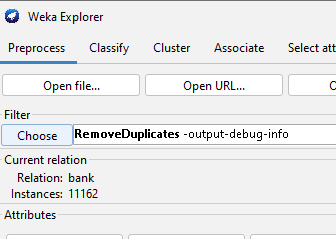 Weka Explorer
Preprocess Classify Cluster Associate Select att
Open file... Open URL... O
Filter
Choose RemoveDuplicates -output-debug-info
Current relation
Relation: bank
Instances: 11162
Attributes